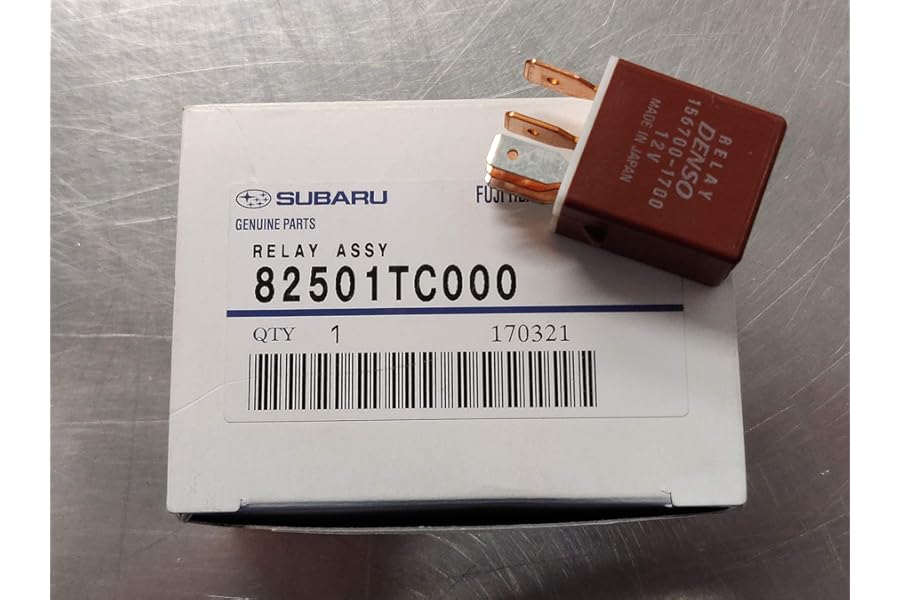 SUBARU
GENUINE PARTS
RELAY ASSY
82501TC000
QTY 1 170321
RELAY
DENSO
156700-1700
12V
MADE IN JAPAN